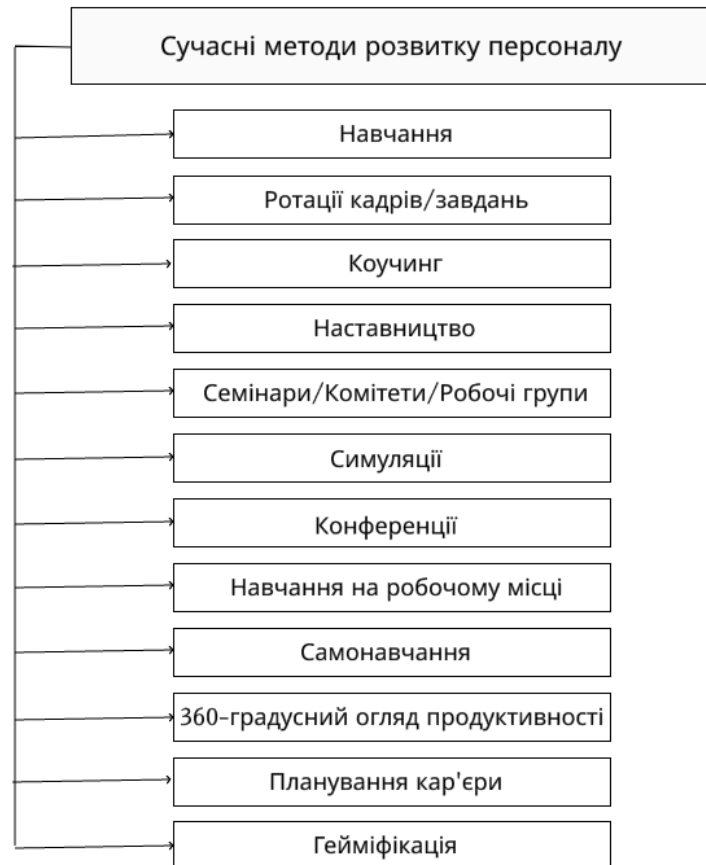 Сучасні методи розвитку персоналу
Навчання
Ротації кадрів/завдань
Коучинг
Наставництво
Семінари/Комітети/Робочі групи
Симуляції
Конференції
Навчання на робочому місці
Самонавчання
360-градусний огляд продуктивності
Планування кар'єри
Гейміфікація